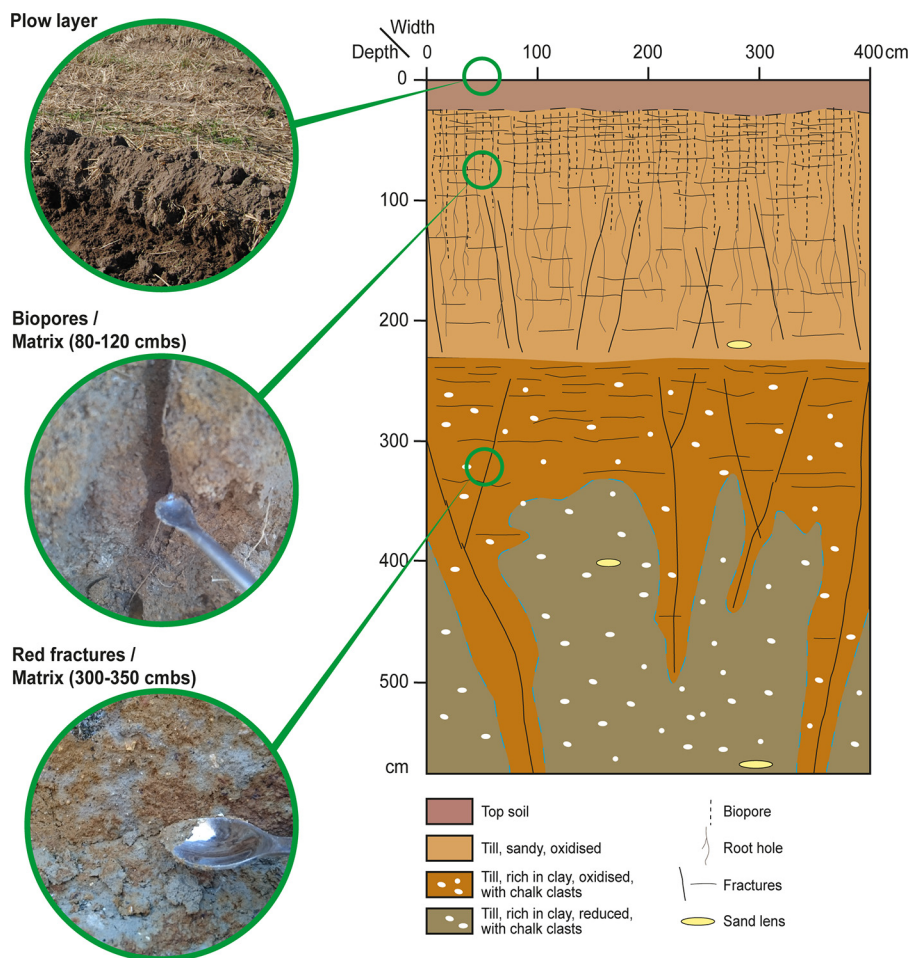 Plow layer
Width
Depth
0 100 200 300 400 cm
0
100
200
300
400
500
cm
Biopores /
Matrix (80-120 cmbs)
Red fractures /
Matrix (300-350 cmbs)
Top soil
Till, sandy, oxidised
Till, rich in clay, oxidised,
with chalk clasts
Till, rich in clay, reduced,
with chalk clasts
Biopore
Root hole
Fractures
Sand lens